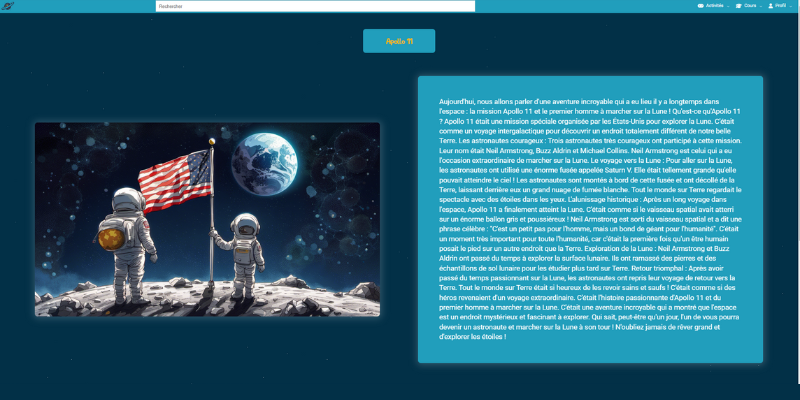 Rechercher
Activités
Cours
Profil
Apollo 11
Aujourd'hui, nous allons parler d'une aventure incroyable qui a eu lieu il y a longtemps dans
l'espace : la mission Apollo 11 et le premier homme à marcher sur la Lune ! Qu'est-ce qu'Apollo 11
? Apollo 11 était une mission spéciale organisée par les États-Unis pour explorer la Lune. C'était
comme un voyage intergalactique pour découvrir un endroit totalement différent de notre belle
Terre. Les astronautes courageux : Trois astronautes très courageux ont participé à cette mission.
Leur nom était Neil Armstrong, Buzz Aldrin et Michael Collins. Neil Armstrong est celui qui a eu
l'occasion extraordinaire de marcher sur la Lune. Le voyage vers la Lune : Pour aller sur la Lune,
les astronautes ont utilisé une énorme fusée appelée Saturn V. Elle était tellement grande qu'elle
pouvait atteindre le ciel ! Les astronautes sont montés à bord de cette fusée et ont décollé de la
Terre, laissant derrière eux un grand nuage de fumée blanche. Tout le monde sur Terre regardait le
spectacle avec des étoiles dans les yeux. L'alunissage historique : Après un long voyage dans
l'espace, Apollo 11 a finalement atteint la Lune. C'était comme si le vaisseau spatial avait atterri
sur un énorme ballon gris et poussiéreux ! Neil Armstrong est sorti du vaisseau spatial et a dit une
phrase célèbre : "C'est un petit pas pour l'homme, mais un bond de géant pour l'humanité". C'était
un moment très important pour toute l'humanité, car c'était la première fois qu'un être humain
posait le pied sur un autre endroit que la Terre. Exploration de la Lune : Neil Armstrong et Buzz
Aldrin ont passé du temps à explorer la surface lunaire. Ils ont ramassé des pierres et des
échantillons de sol lunaire pour les étudier plus tard sur Terre. Retour triomphal : Après avoir
passé du temps passionnant sur la Lune, les astronautes ont repris leur voyage de retour vers la
Terre. Tout le monde sur Terre était si heureux de les revoir sains et saufs ! C'était comme si des
héros revenaient d'un voyage extraordinaire. C'était l'histoire passionnante d'Apollo 11 et du
premier homme à marcher sur la Lune. C'était une aventure incroyable qui a montré que l'espace
est un endroit mystérieux et fascinant à explorer. Qui sait, peut-être qu'un jour, l'un de vous pourra
devenir un astronaute et marcher sur la Lune à son tour ! N'oubliez jamais de rêver grand et
d'explorer les étoiles !